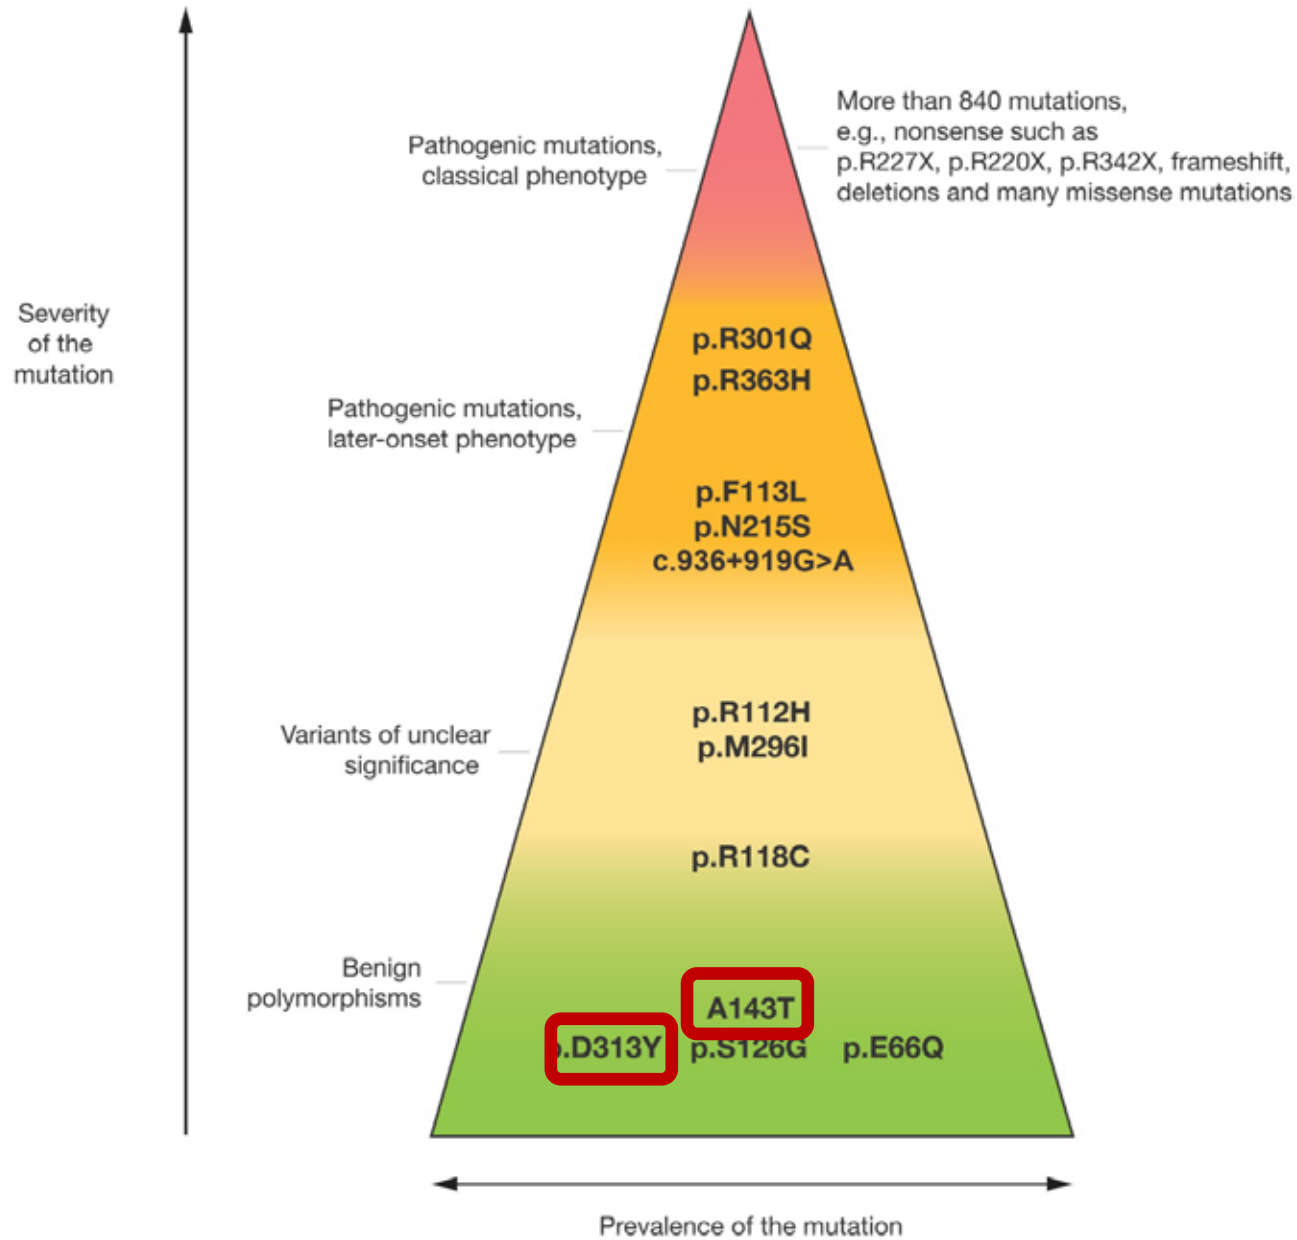 Pathogenic mutations,
classical phenotype
More than 840 mutations,
e.g., nonsense such as
p.R227X, p.R220X, p.R342X, frameshift,
deletions and many missense mutations
Severity
of the
mutation
p.R301Q
p.R363H
Pathogenic mutations,
later-onset phenotype
p.F113L
p.N215S
c.936+919G>A
Variants of unclear
significance
p.R112H
p.M296I
p.R118C
Benign
polymorphisms
A143T
p.D313Y p.S126G p.E66Q
Prevalence of the mutation